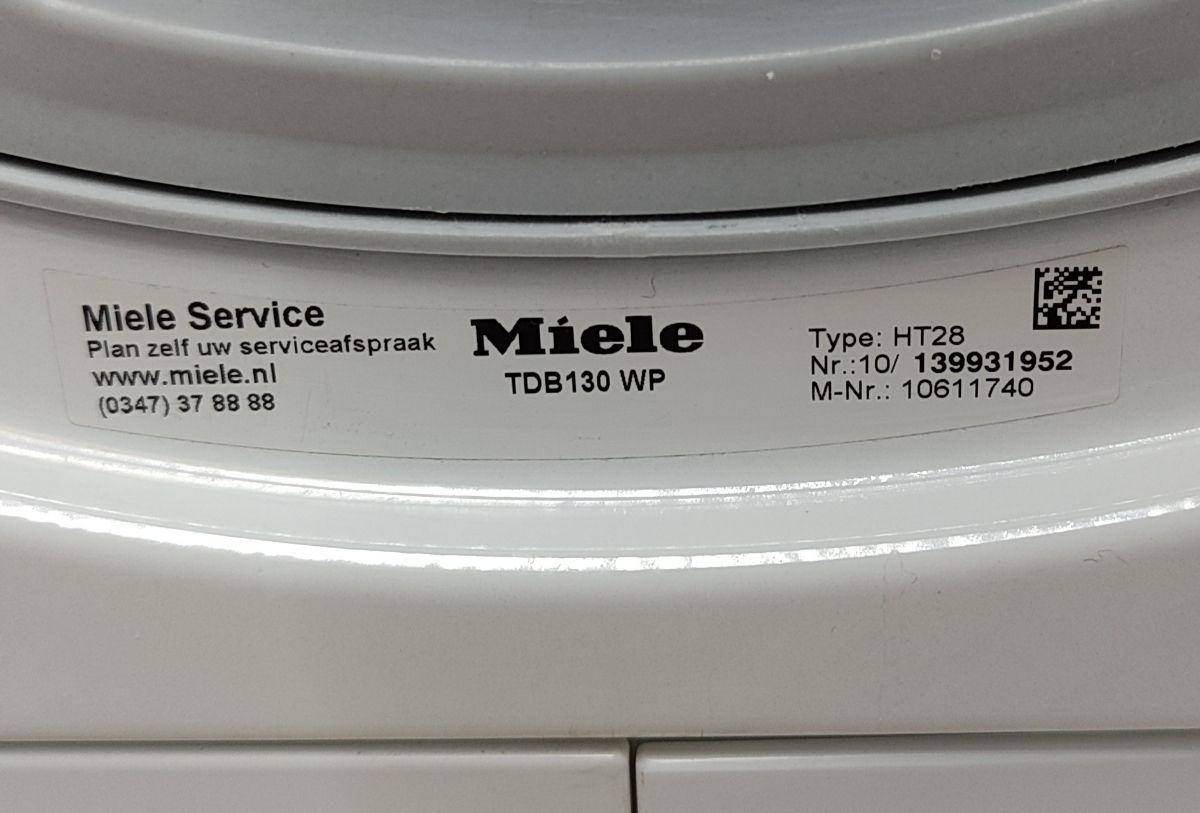 Miele Service
Plan zelf uw serviceafspraak
www.miele.nl
(0347) 37 88 88
Miele
TDB130 WP
Type: HT28
Nr.:10/ 139931952
M-Nr.: 10611740